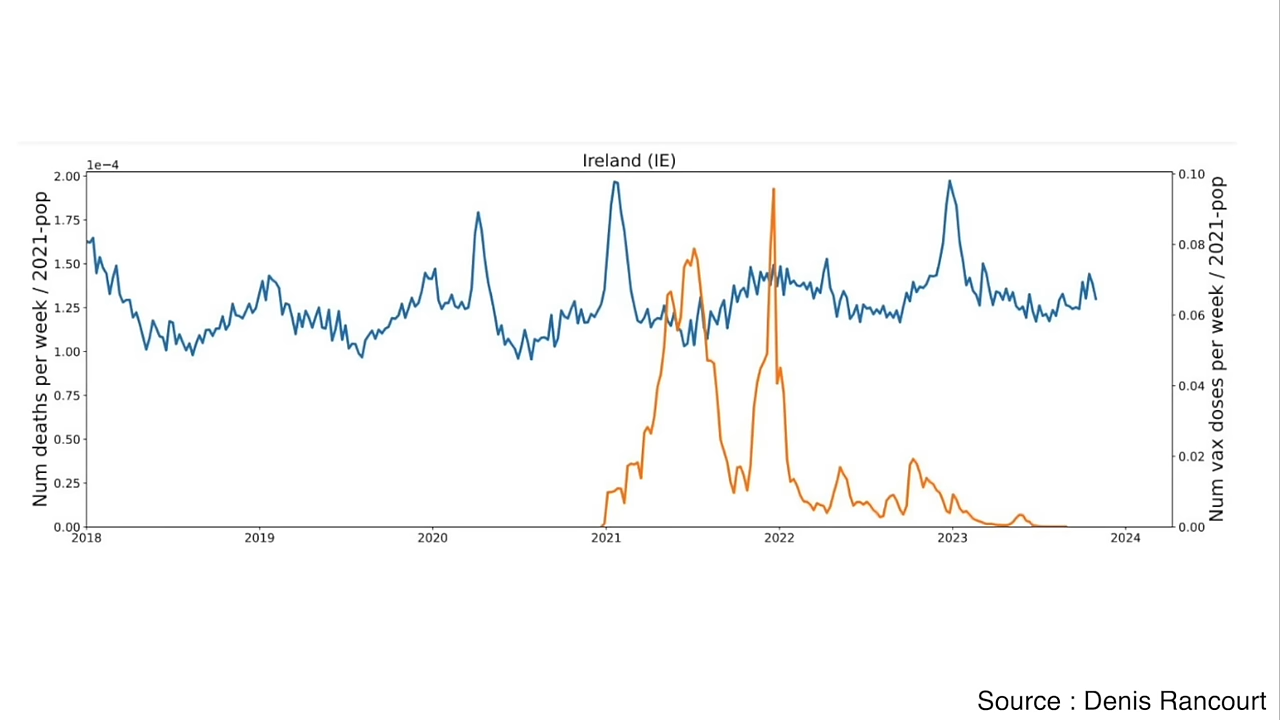 Ireland (IE)
1e−4
2.00
1.75
1.50
1.25
1.00
0.75
0.50
0.25
0.00
Num deaths per week / 2021-pop
0.10
0.08
0.06
0.04
0.02
0.00
Num vax doses per week / 2021-pop
2018 2019 2020 2021 2022 2023 2024
Source : Denis Rancourt